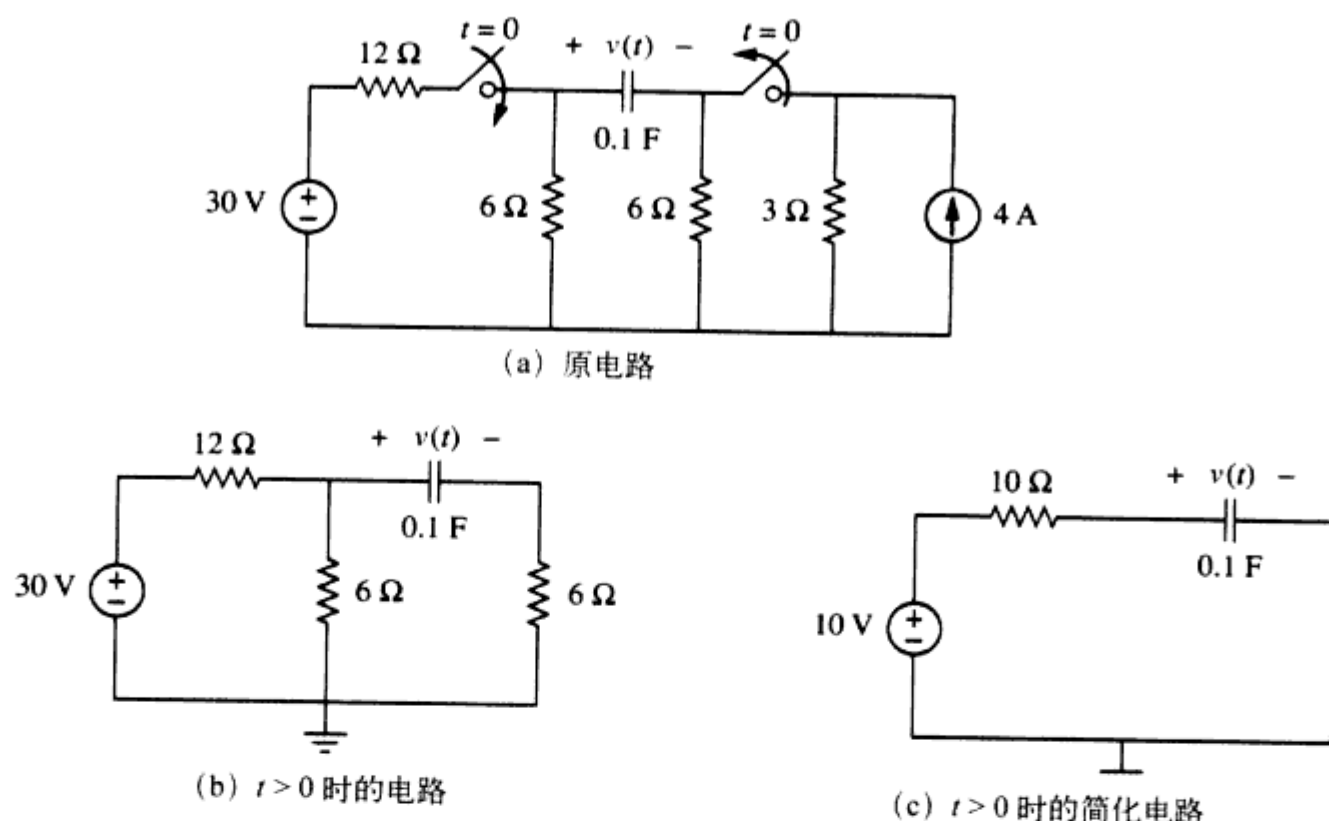 t = 0
t = 0
12 Ω
+ v(t) −
0.1 F
30 V
6 Ω
6 Ω
3 Ω
4 A
(a) 原电路
12 Ω
+ v(t) −
0.1 F
30 V
6 Ω
6 Ω
(b) t > 0 时的电路
10 Ω
+ v(t) −
0.1 F
10 V
(c) t > 0 时的简化电路